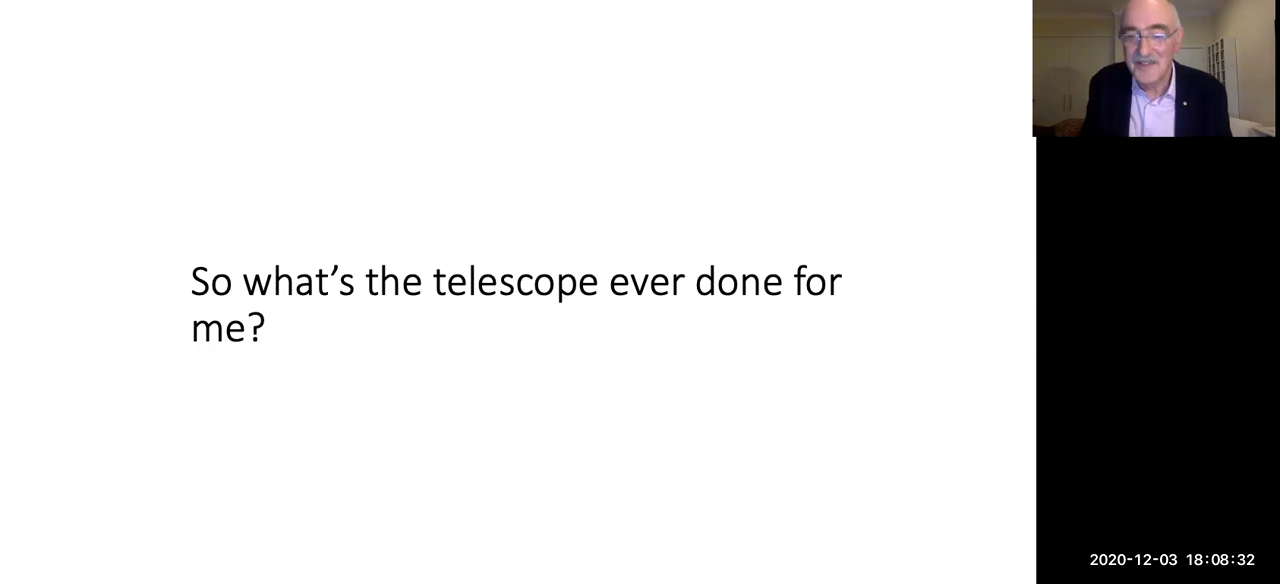 So what’s the telescope ever done for
me?
2020-12-03 18:08:32